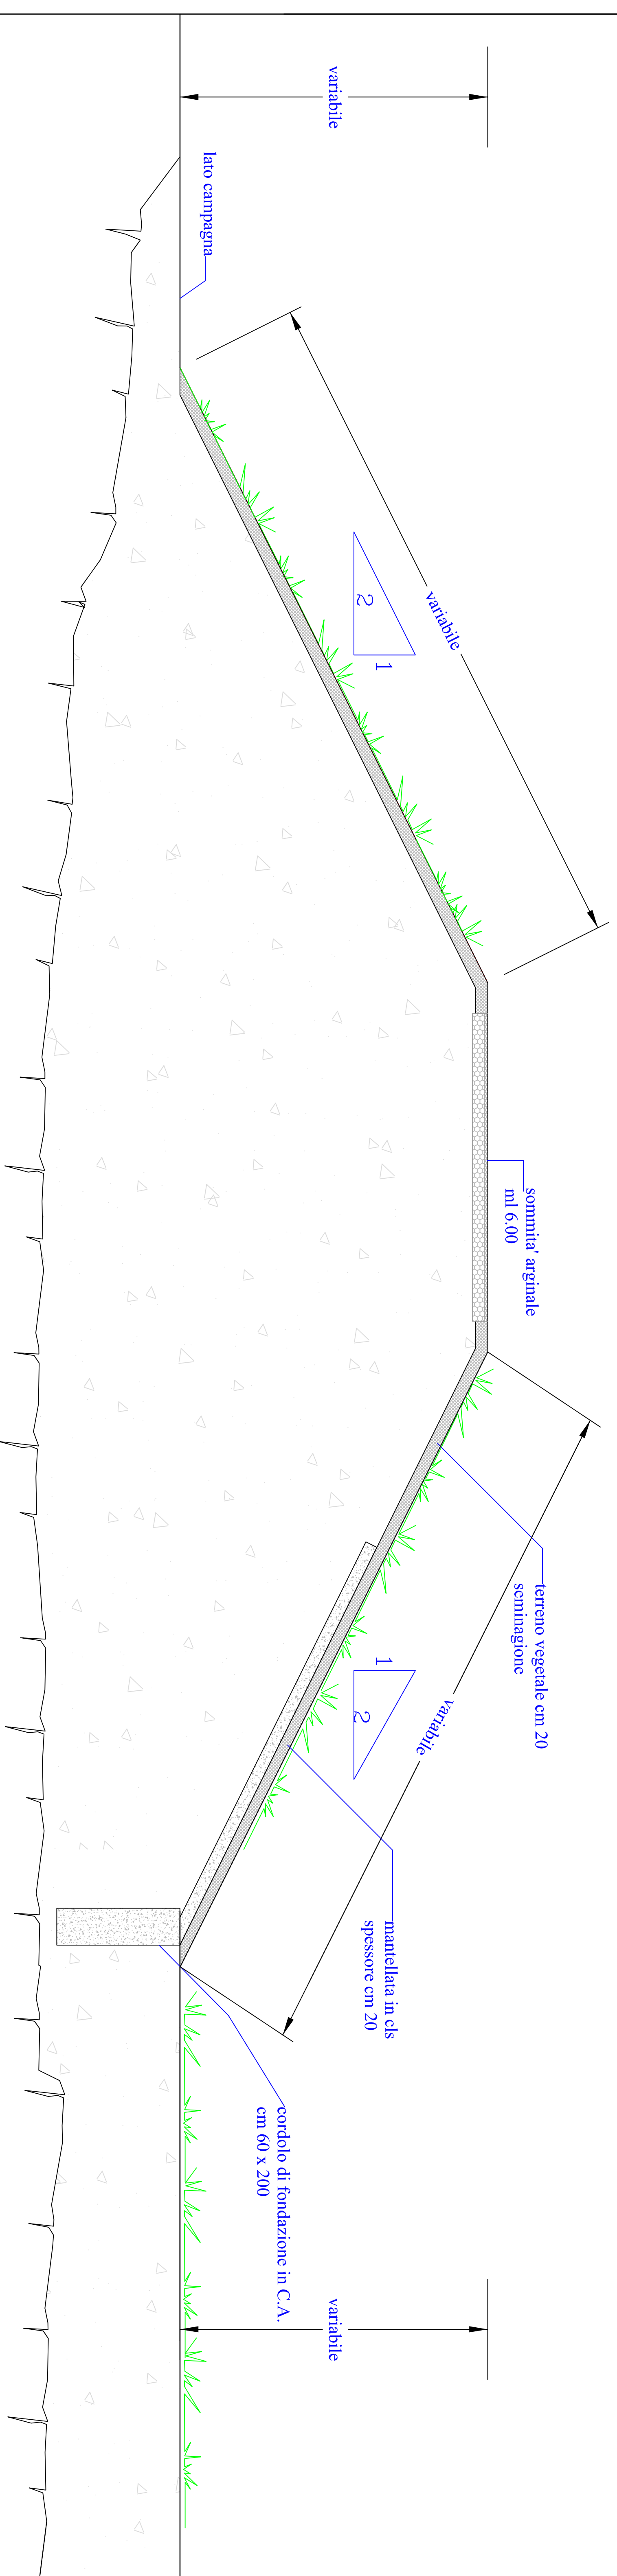 variabile
lato campagna
variabile
2
1
sommita' arginale
ml 6.00
terreno vegetale cm 20
seminagione
variabile
1
2
mantellata in cls
spessore cm 20
cordolo di fondazione in C.A.
cm 60 x 200
variabile